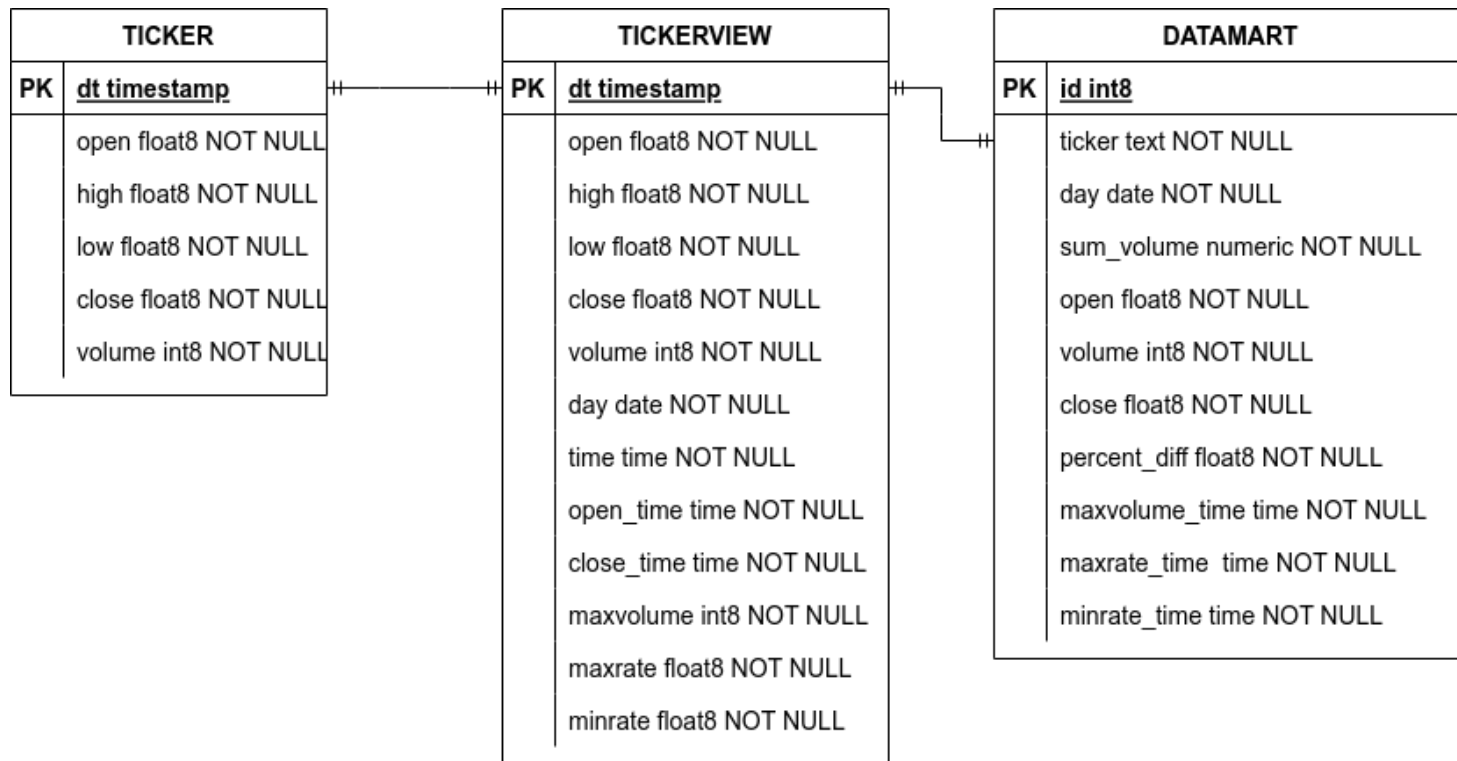 TICKER
PK dt timestamp
open float8 NOT NULL
high float8 NOT NULL
low float8 NOT NULL
close float8 NOT NULL
volume int8 NOT NULL
TICKERVIEW
PK dt timestamp
open float8 NOT NULL
high float8 NOT NULL
low float8 NOT NULL
close float8 NOT NULL
volume int8 NOT NULL
day date NOT NULL
time time NOT NULL
open_time time NOT NULL
close_time time NOT NULL
maxvolume int8 NOT NULL
maxrate float8 NOT NULL
minrate float8 NOT NULL
DATAMART
PK id int8
ticker text NOT NULL
day date NOT NULL
sum_volume numeric NOT NULL
open float8 NOT NULL
volume int8 NOT NULL
close float8 NOT NULL
percent_diff float8 NOT NULL
maxvolume_time time NOT NULL
maxrate_time  time NOT NULL
minrate_time time NOT NULL